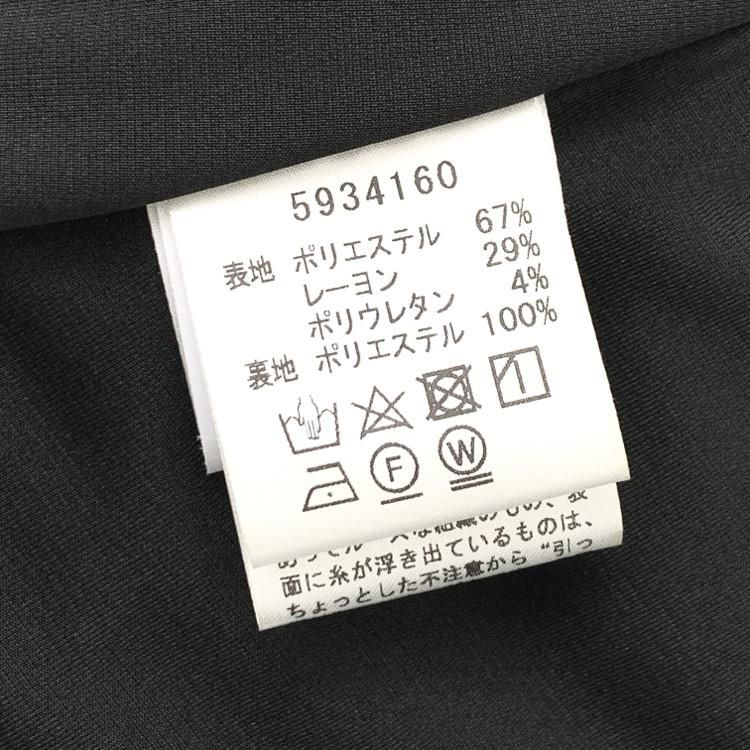 5934160
表地 ポリエステル 67%
レーヨン 29%
ポリウレタン 4%
裏地 ポリエステル 100%
1
F W
面に糸が浮き出ているものは、
ちょっとした不注意から “引っ